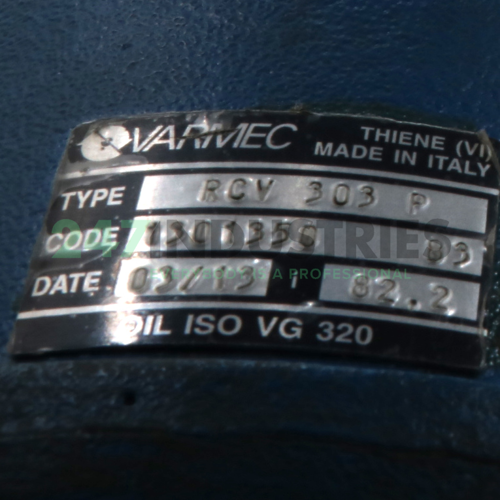 VARMEC
THIENE (VI)
MADE IN ITALY
TYPE RCV 303 P
CODE B3
DATE 03/13 i 82.2
OIL ISO VG 320
247INDUSTRIES